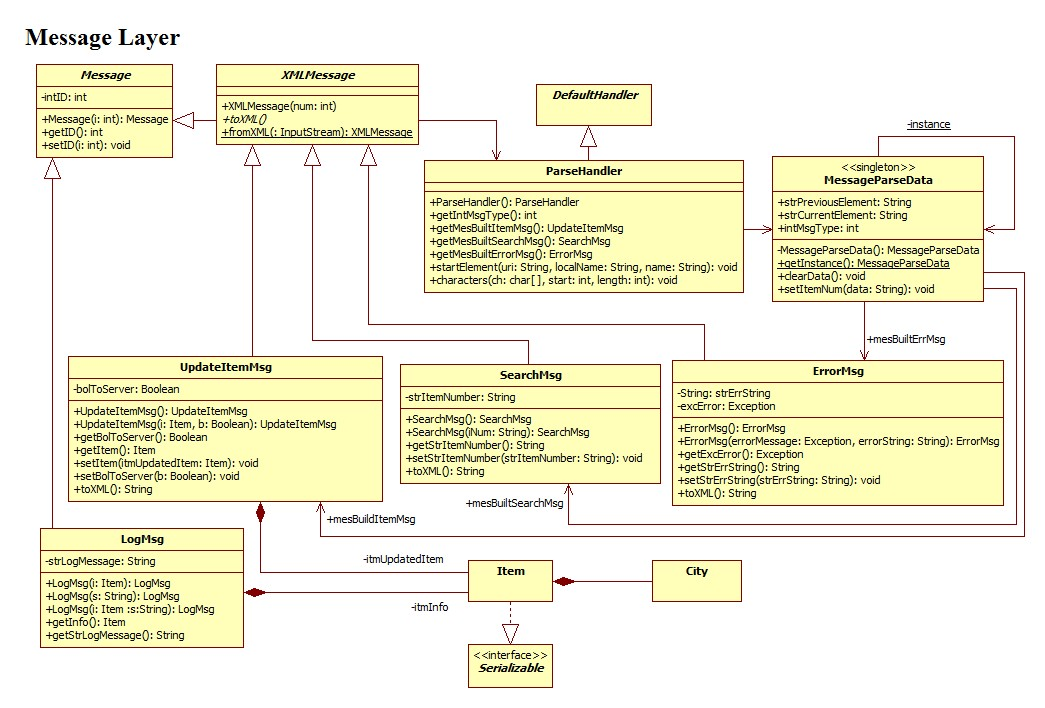 Message Layer
Message
-intID: int
+Message(i: int): Message
+getID(): int
+setID(i: int): void
XMLMessage
+XMLMessage(num: int)
+toXML()
+fromXML(: InputStream): XMLMessage
DefaultHandler
ParseHandler
+ParseHandler(): ParseHandler
+getIntMsgType(): int
+getMesBuiltItemMsg(): UpdateItemMsg
+getMesBuiltSearchMsg(): SearchMsg
+getMesBuiltErrorMsg(): ErrorMsg
+startElement(uri: String, localName: String, name: String): void
+characters(ch: char[], start: int, length: int): void
-instance
<<singleton>>
MessageParseData
+strPreviousElement: String
+strCurrentElement: String
+intMsgType: int
-MessageParseData(): MessageParseData
+getInstance(): MessageParseData
+clearData(): void
+setItemNum(data: String): void
+mesBuiltErrMsg
UpdateItemMsg
-bolToServer: Boolean
+UpdateItemMsg(): UpdateItemMsg
+UpdateItemMsg(i: Item, b: Boolean): UpdateItemMsg
+getBolToServer(): Boolean
+getItem(): Item
+setItem(itmUpdatedItem: Item): void
+setBolToServer(b: Boolean): void
+toXML(): String
SearchMsg
-strItemNumber: String
+SearchMsg(): SearchMsg
+SearchMsg(iNum: String): SearchMsg
+getStrItemNumber(): String
+setStrItemNumber(strItemNumber: String): void
+toXML(): String
ErrorMsg
-String: strErrString
-excError: Exception
+ErrorMsg(): ErrorMsg
+ErrorMsg(errorMessage: Exception, errorString: String): ErrorMsg
+getExcError(): Exception
+getStrErrString(): String
+setStrErrString(strErrString: String): void
+toXML(): String
+mesBuiltSearchMsg
+mesBuildItemMsg
LogMsg
-strLogMessage: String
+LogMsg(i: Item): LogMsg
+LogMsg(s: String): LogMsg
+LogMsg(i: Item :s:String): LogMsg
+getInfo(): Item
+getStrLogMessage(): String
-itmUpdatedItem
-itmInfo
Item
City
<<interface>>
Serializable